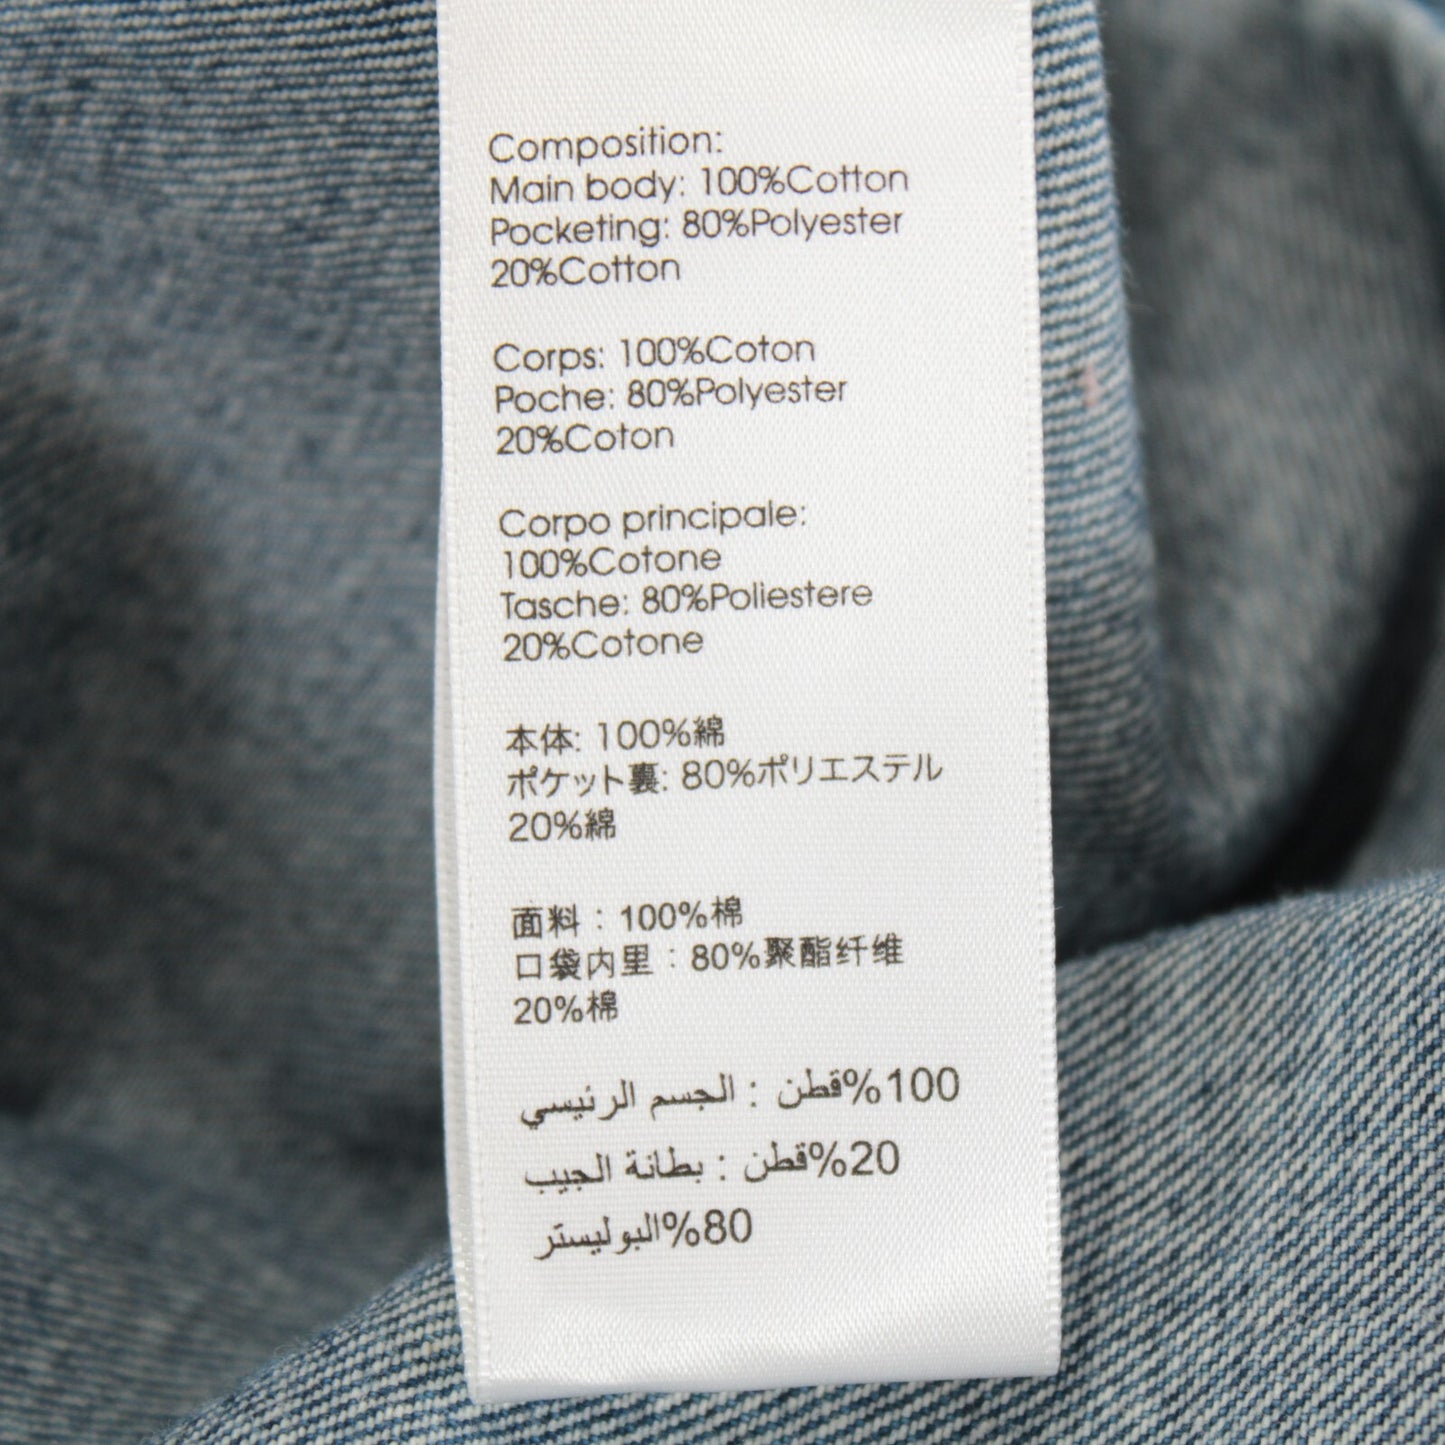 Composition:
Main body: 100%Cotton
Pocketing: 80%Polyester
20%Cotton
Corps: 100%Coton
Poche: 80%Polyester
20%Coton
Corpo principale:
100%Cotone
Tasche: 80%Poliestere
20%Cotone
本体: 100%綿
ポケット裏: 80%ポリエステル
20%綿
面料：100%棉
口袋内里：80%聚酯纤维
20%棉
100%قطن : الجسم الرئيسي
20%قطن : بطانة الجيب
80%البوليستر